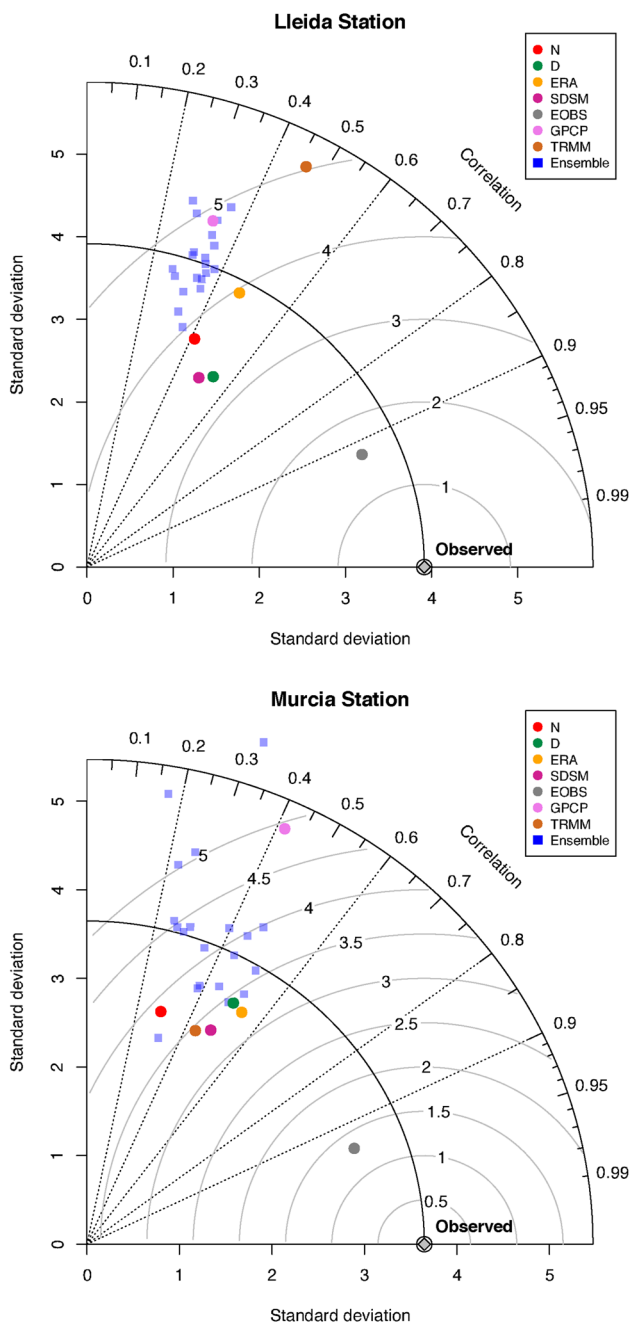 Lleida Station
N
D
ERA
SDSM
EOBS
GPCP
TRMM
Ensemble
0.1
0.2
0.3
0.4
0.5
0.6
0.7
0.8
0.9
0.95
0.99
Correlation
5
4
3
2
1
Observed
Standard deviation
5
4
3
2
1
0
0 1 2 3 4 5
Standard deviation
Murcia Station
N
D
ERA
SDSM
EOBS
GPCP
TRMM
Ensemble
0.1
0.2
0.3
0.4
0.5
0.6
0.7
0.8
0.9
0.95
0.99
Correlation
5
4.5
4
3.5
3
2.5
2
1.5
1
0.5
Observed
Standard deviation
5
4
3
2
1
0
0 1 2 3 4 5
Standard deviation